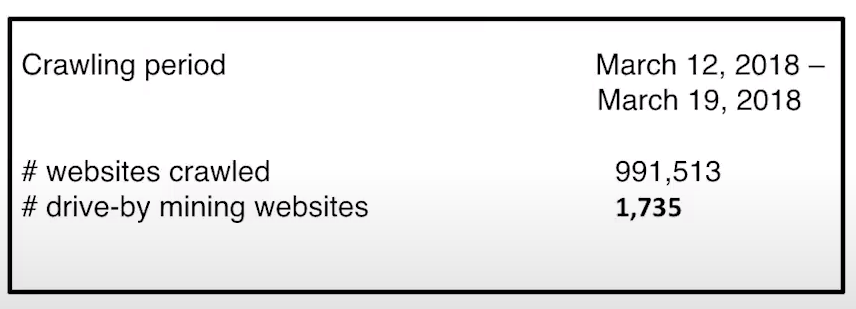 Crawling period March 12, 2018 –
March 19, 2018
# websites crawled 991,513
# drive-by mining websites 1,735